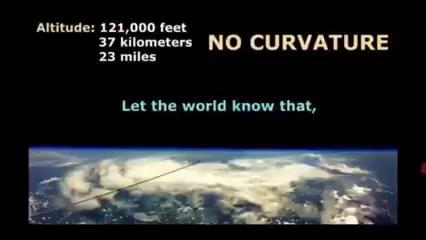 Altitude: 121,000 feet
37 kilometers
23 miles
NO CURVATURE
Let the world know that,